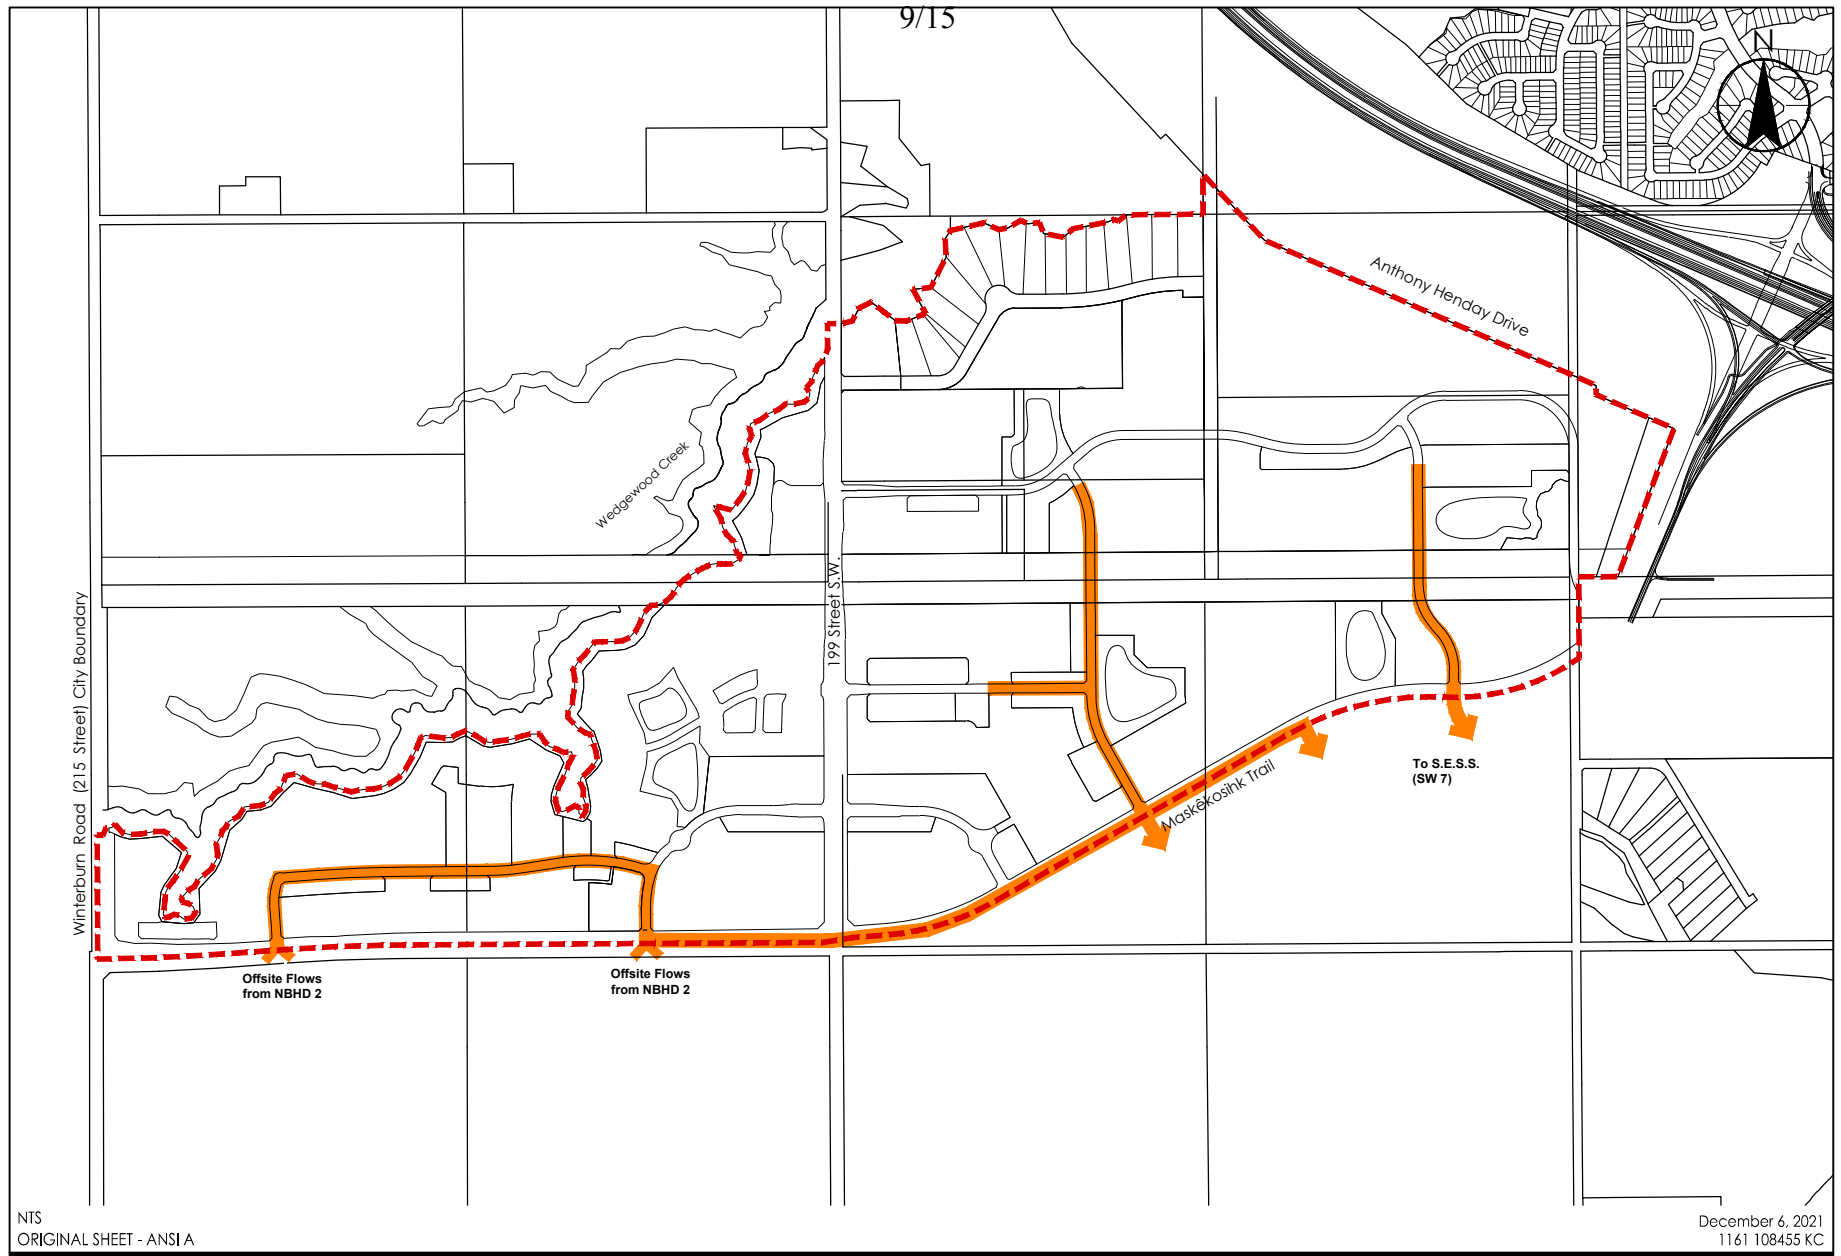 9/15
N
Anthony Henday Drive
Wedgewood Creek
199 Street S.W.
Winterburn Road (215 Street) City Boundary
Maskêkosihk Trail
To S.E.S.S.
(SW 7)
Offsite Flows
from NBHD 2
Offsite Flows
from NBHD 2
NTS
ORIGINAL SHEET - ANSI A
December 6, 2021
1161 108455 KC